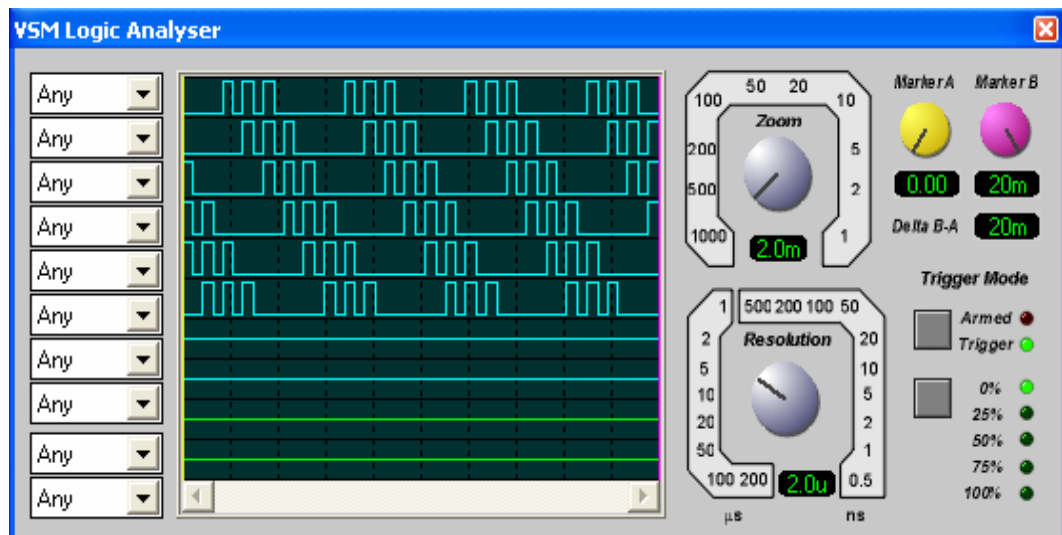 VSM Logic Analyser
Any
Any
Any
Any
Any
Any
Any
Any
Any
Any
1000
500
200
100
50 20
10
5
2
1
Zoom
2.0m
Marker A Marker B
0.00 20m
Delta B-A 20m
1
2
5
10
20
50
100 200
500 200 100 50
20
10
5
2
1
0.5
Resolution
2.0u
µs ns
Trigger Mode
Armed
Trigger
0%
25%
50%
75%
100%